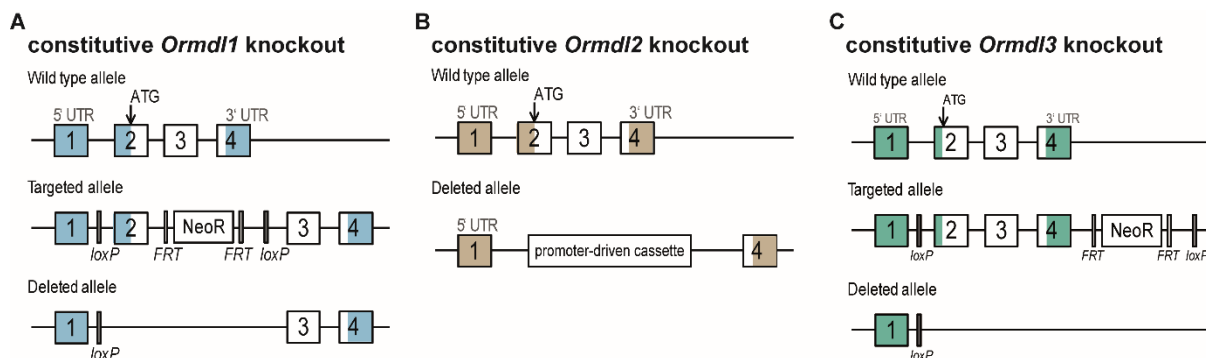 A
constitutive Ormdl1 knockout
Wild type allele
5' UTR
ATG
3' UTR
1
2
3
4
Targeted allele
1
2
NeoR
3
4
loxP
FRT
FRT
loxP
Deleted allele
1
3
4
loxP
B
constitutive Ormdl2 knockout
Wild type allele
5' UTR
ATG
3' UTR
1
2
3
4
Deleted allele
5' UTR
1
promoter-driven cassette
4
C
constitutive Ormdl3 knockout
Wild type allele
5' UTR
ATG
3' UTR
1
2
3
4
Targeted allele
1
2
3
4
NeoR
loxP
FRT
FRT
loxP
Deleted allele
1
loxP